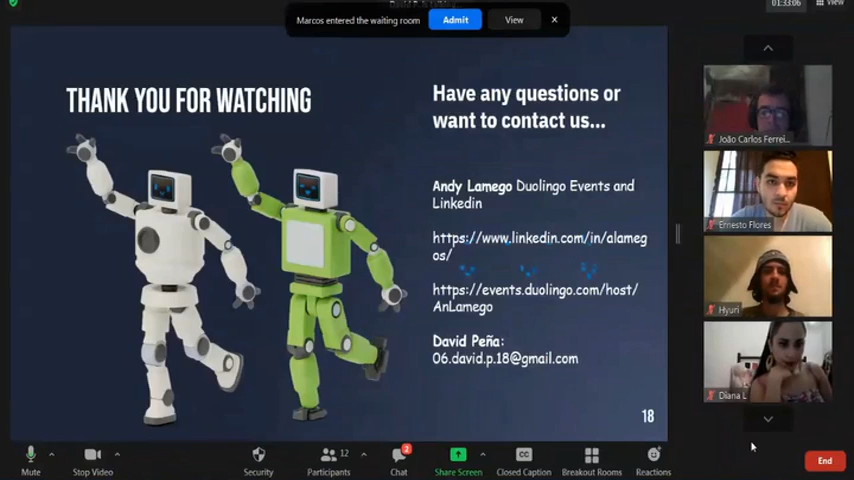 01:33:06
View
Marcos entered the waiting room
Admit
View
THANK YOU FOR WATCHING
Have any questions or
want to contact us...
Andy Lamego Duolingo Events and
Linkedin
https://www.linkedin.com/in/alameg
os/
https://events.duolingo.com/host/
AnLamego
David Peña:
06.david.p.18@gmail.com
18
João Carlos Ferrei...
Ernesto Flores
Hyuri
Diana L
Mute
Stop Video
Security
Participants
12
Chat
2
Share Screen
Closed Caption
Breakout Rooms
Reactions
End